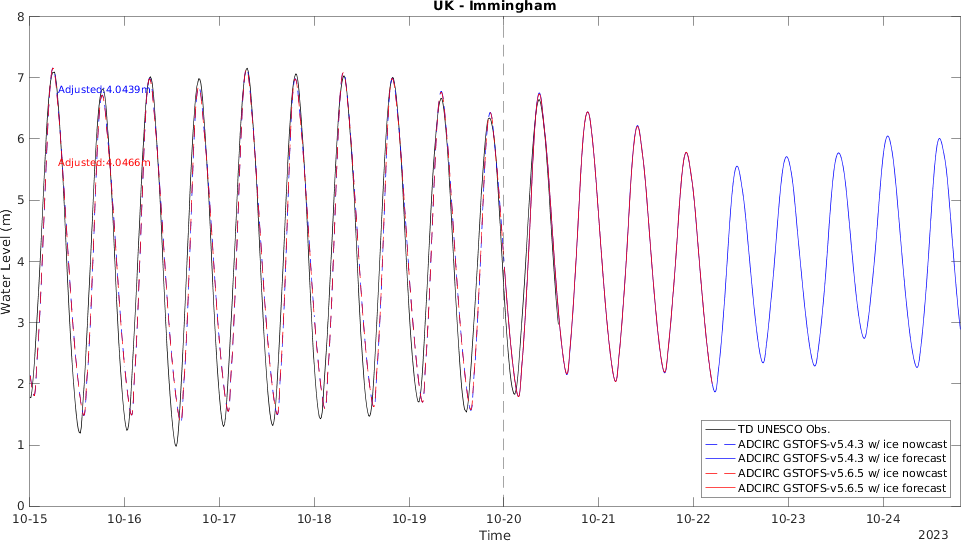 UK - Immingham
8
7
6
5
4
3
2
1
0
Water Level (m)
Adjusted:4.0439m
Adjusted:4.0466m
TD UNESCO Obs.
ADCIRC GSTOFS-v5.4.3 w/ ice nowcast
ADCIRC GSTOFS-v5.4.3 w/ ice forecast
ADCIRC GSTOFS-v5.6.5 w/ ice nowcast
ADCIRC GSTOFS-v5.6.5 w/ ice forecast
10-15 10-16 10-17 10-18 10-19 10-20 10-21 10-22 10-23 10-24
Time
2023